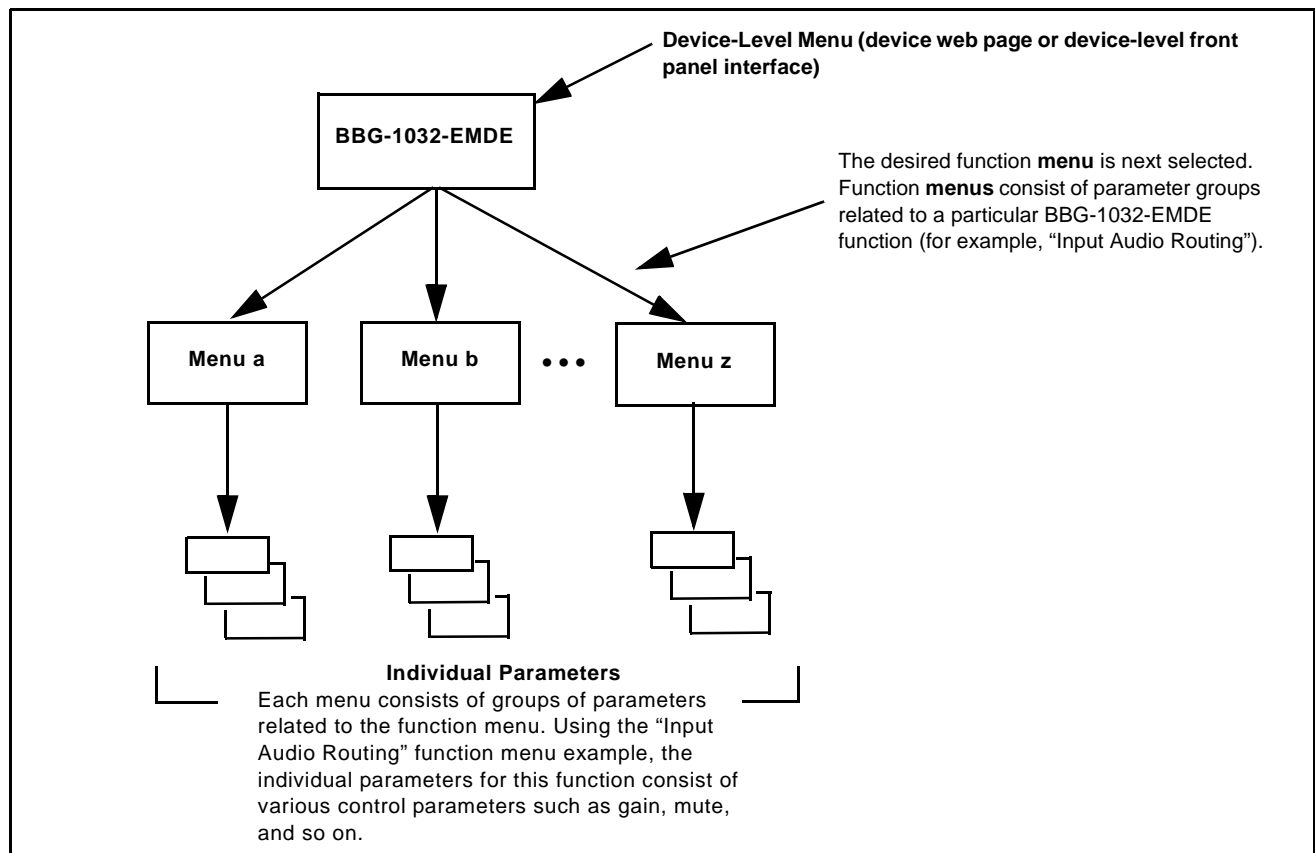 Device-Level Menu (device web page or device-level front
panel interface)
BBG-1032-EMDE
The desired function menu is next selected.
Function menus consist of parameter groups
related to a particular BBG-1032-EMDE
function (for example, “Input Audio Routing”).
Menu a
Menu b
•••
Menu z
Individual Parameters
Each menu consists of groups of parameters
related to the function menu. Using the “Input
Audio Routing” function menu example, the
individual parameters for this function consist of
various control parameters such as gain, mute,
and so on.